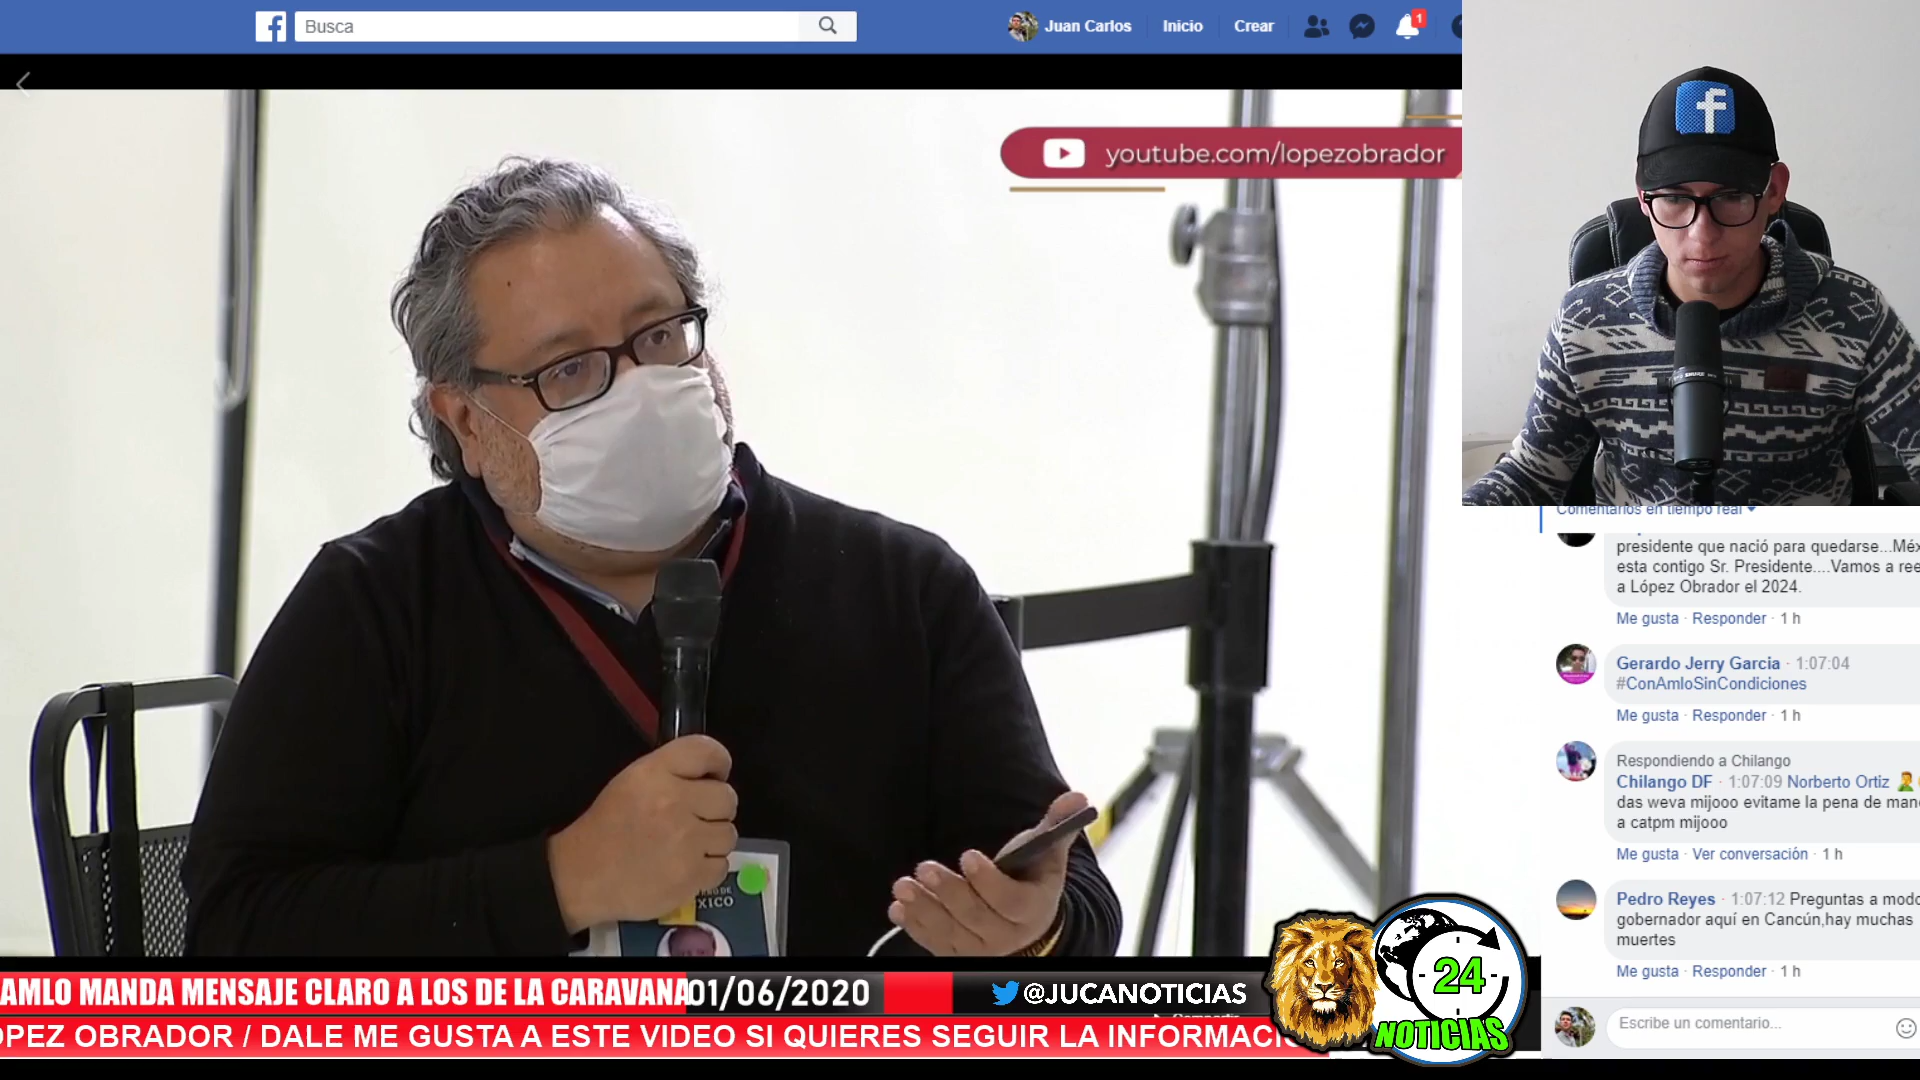 Busca
Juan Carlos
Inicio
Crear
1
youtube.com/lopezobrador
SHURE
Comentarios en tiempo real
presidente que nació para quedarse...Méx
esta contigo Sr. Presidente....Vamos a ree
a López Obrador el 2024.
Me gusta · Responder · 1 h
Gerardo Jerry Garcia · 1:07:04
#ConAmloSinCondiciones
Me gusta · Responder · 1 h
Respondiendo a Chilango
Chilango DF · 1:07:09 Norberto Ortiz
das weva mijooo evitame la pena de man
a catpm mijooo
Me gusta · Ver conversación · 1 h
Pedro Reyes · 1:07:12 Preguntas a modo
gobernador aquí en Cancún,hay muchas
muertes
Me gusta · Responder · 1 h
Escribe un comentario...
XICO
AMLO MANDA MENSAJE CLARO A LOS DE LA CARAVANA
01/06/2020
@JUCANOTICIAS
24
NOTICIAS
OPEZ OBRADOR / DALE ME GUSTA A ESTE VIDEO SI QUIERES SEGUIR LA INFORMACI